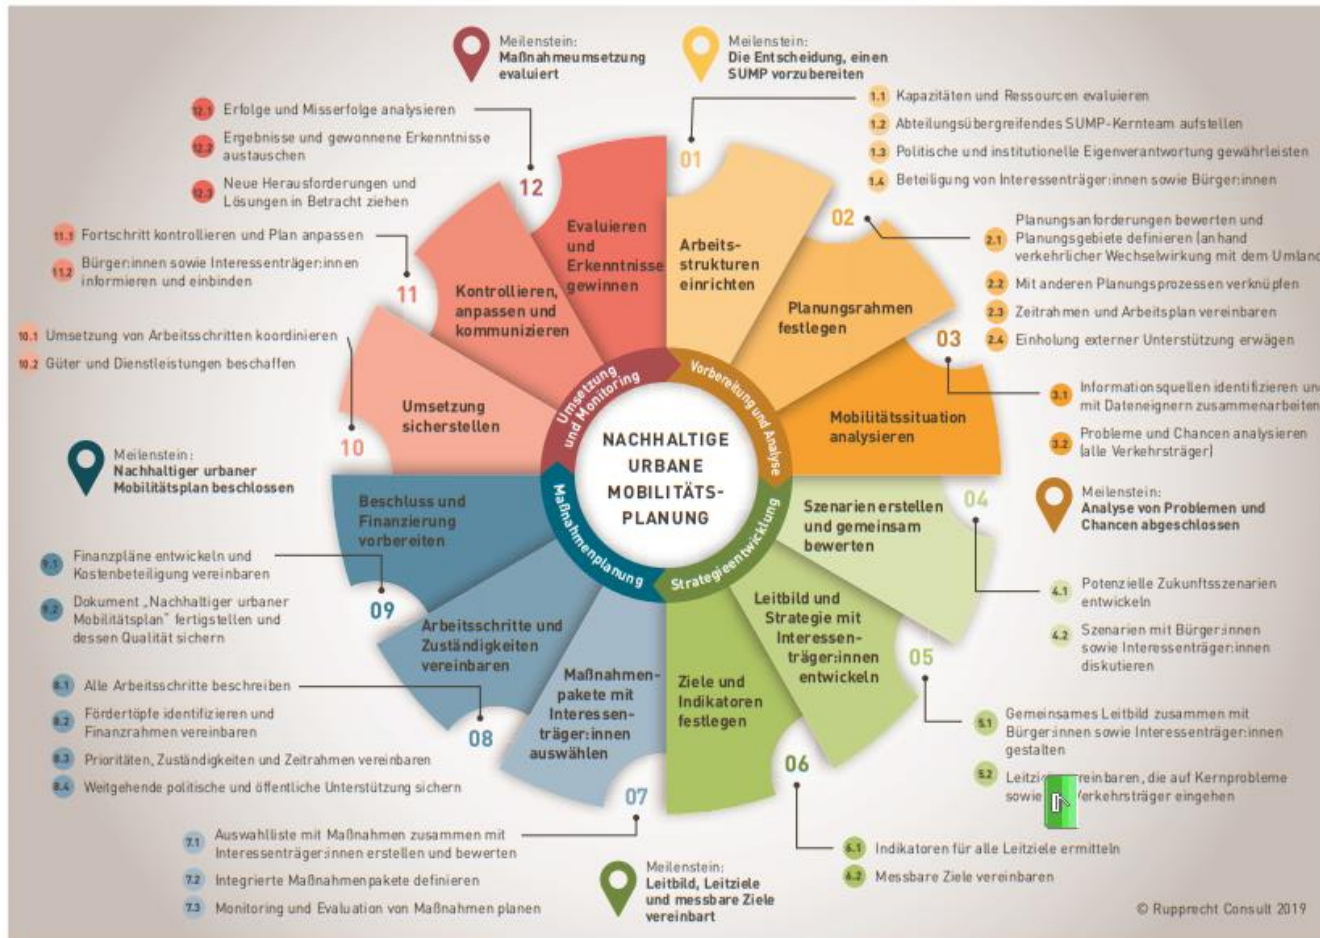 Meilenstein:
Maßnahmeumsetzung
evaluiert
Meilenstein:
Die Entscheidung, einen
SUMP vorzubereiten
12.1 Erfolge und Misserfolge analysieren
12.2 Ergebnisse und gewonnene Erkenntnisse
austauschen
12.3 Neue Herausforderungen und
Lösungen in Betracht ziehen
11.1 Fortschritt kontrollieren und Plan anpassen
11.2 Bürger:innen sowie Interessenträger:innen
informieren und einbinden
10.1 Umsetzung von Arbeitsschritten koordinieren
10.2 Güter und Dienstleistungen beschaffen
1.1 Kapazitäten und Ressourcen evaluieren
1.2 Abteilungsübergreifendes SUMP-Kernteam aufstellen
1.3 Politische und institutionelle Eigenverantwortung gewährleisten
1.4 Beteiligung von Interessenträger:innen sowie Bürger:innen
2.1 Planungsanforderungen bewerten und
Planungsgebiete definieren (anhand
verkehrlicher Wechselwirkung mit dem Umland
2.2 Mit anderen Planungsprozessen verknüpfen
2.3 Zeitrahmen und Arbeitsplan vereinbaren
2.4 Einholung externer Unterstützung erwägen
3.1 Informationsquellen identifizieren und
mit Dateneignern zusammenarbeiten
3.2 Probleme und Chancen analysieren
(alle Verkehrsträger)
Meilenstein:
Analyse von Problemen und
Chancen abgeschlossen
01
Arbeits-
strukturen
einrichten
02
Planungsrahmen
festlegen
03
Mobilitätssituation
analysieren
04
Szenarien erstellen
und gemeinsam
bewerten
05
Leitbild und
Strategie mit
Interessen-
träger:innen
entwickeln
06
Ziele und
Indikatoren
festlegen
07
Maßnahmen-
pakete mit
Interessen-
träger:innen
auswählen
08
Arbeitsschritte und
Zuständigkeiten
vereinbaren
09
Beschluss und
Finanzierung
vorbereiten
10
Umsetzung
sicherstellen
11
Kontrollieren,
anpassen und
kommunizieren
12
Evaluieren
und
Erkenntnisse
gewinnen
Vorbereitung und Analyse
Strategieentwicklung
Maßnahmenplanung
Umsetzung
und Monitoring
NACHHALTIGE
URBANE
MOBILITÄTS-
PLANUNG
Meilenstein:
Nachhaltiger urbaner
Mobilitätsplan beschlossen
9.1 Finanzpläne entwickeln und
Kostenbeteiligung vereinbaren
9.2 Dokument „Nachhaltiger urbaner
Mobilitätsplan“ fertigstellen und
dessen Qualität sichern
8.1 Alle Arbeitsschritte beschreiben
8.2 Fördertöpfe identifizieren und
Finanzrahmen vereinbaren
8.3 Prioritäten, Zuständigkeiten und Zeitrahmen vereinbaren
8.4 Weitgehende politische und öffentliche Unterstützung sichern
7.1 Auswahlliste mit Maßnahmen zusammen mit
Interessenträger:innen erstellen und bewerten
7.2 Integrierte Maßnahmenpakete definieren
7.3 Monitoring und Evaluation von Maßnahmen planen
Meilenstein:
Leitbild, Leitziele
und messbare Ziele
vereinbart
4.1 Potenzielle Zukunftsszenarien
entwickeln
4.2 Szenarien mit Bürger:innen
sowie Interessenträger:innen
diskutieren
5.1 Gemeinsames Leitbild zusammen mit
Bürger:innen sowie Interessenträger:innen
gestalten
5.2 Leitziele vereinbaren, die auf Kernprobleme
sowie Verkehrsträger eingehen
6.1 Indikatoren für alle Leitziele ermitteln
6.2 Messbare Ziele vereinbaren
© Rupprecht Consult 2019